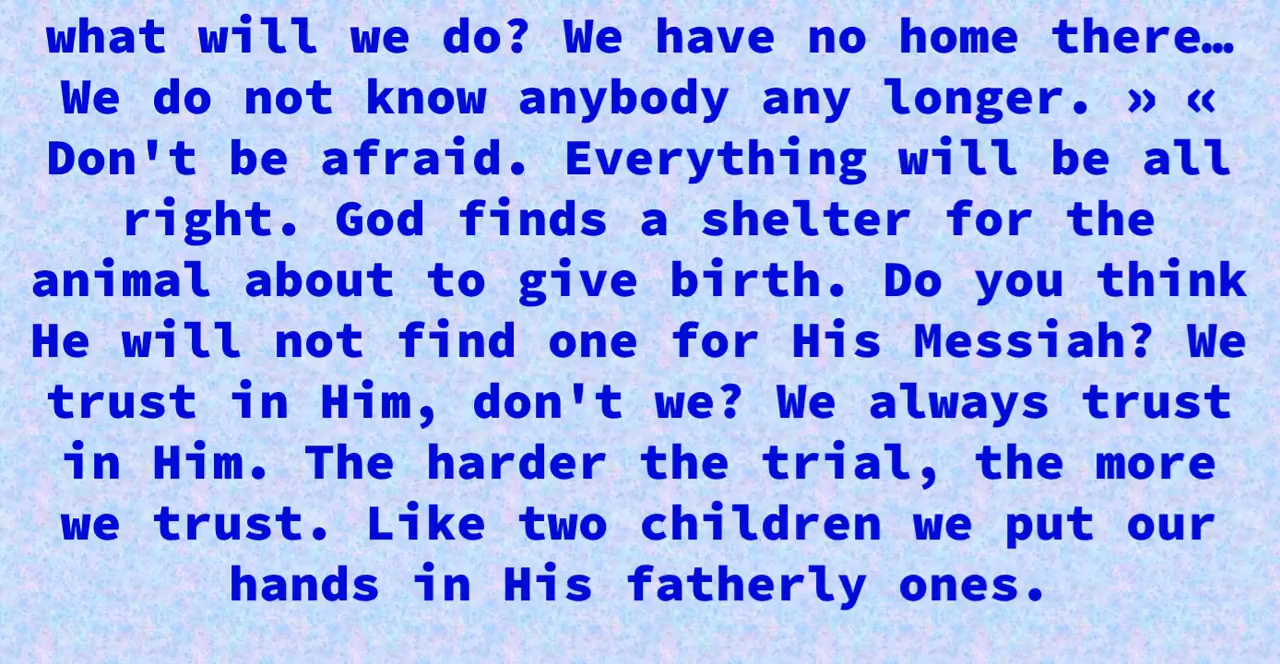 what will we do? We have no home there…
We do not know anybody any longer. » «
Don't be afraid. Everything will be all
right. God finds a shelter for the
animal about to give birth. Do you think
He will not find one for His Messiah? We
trust in Him, don't we? We always trust
in Him. The harder the trial, the more
we trust. Like two children we put our
hands in His fatherly ones.